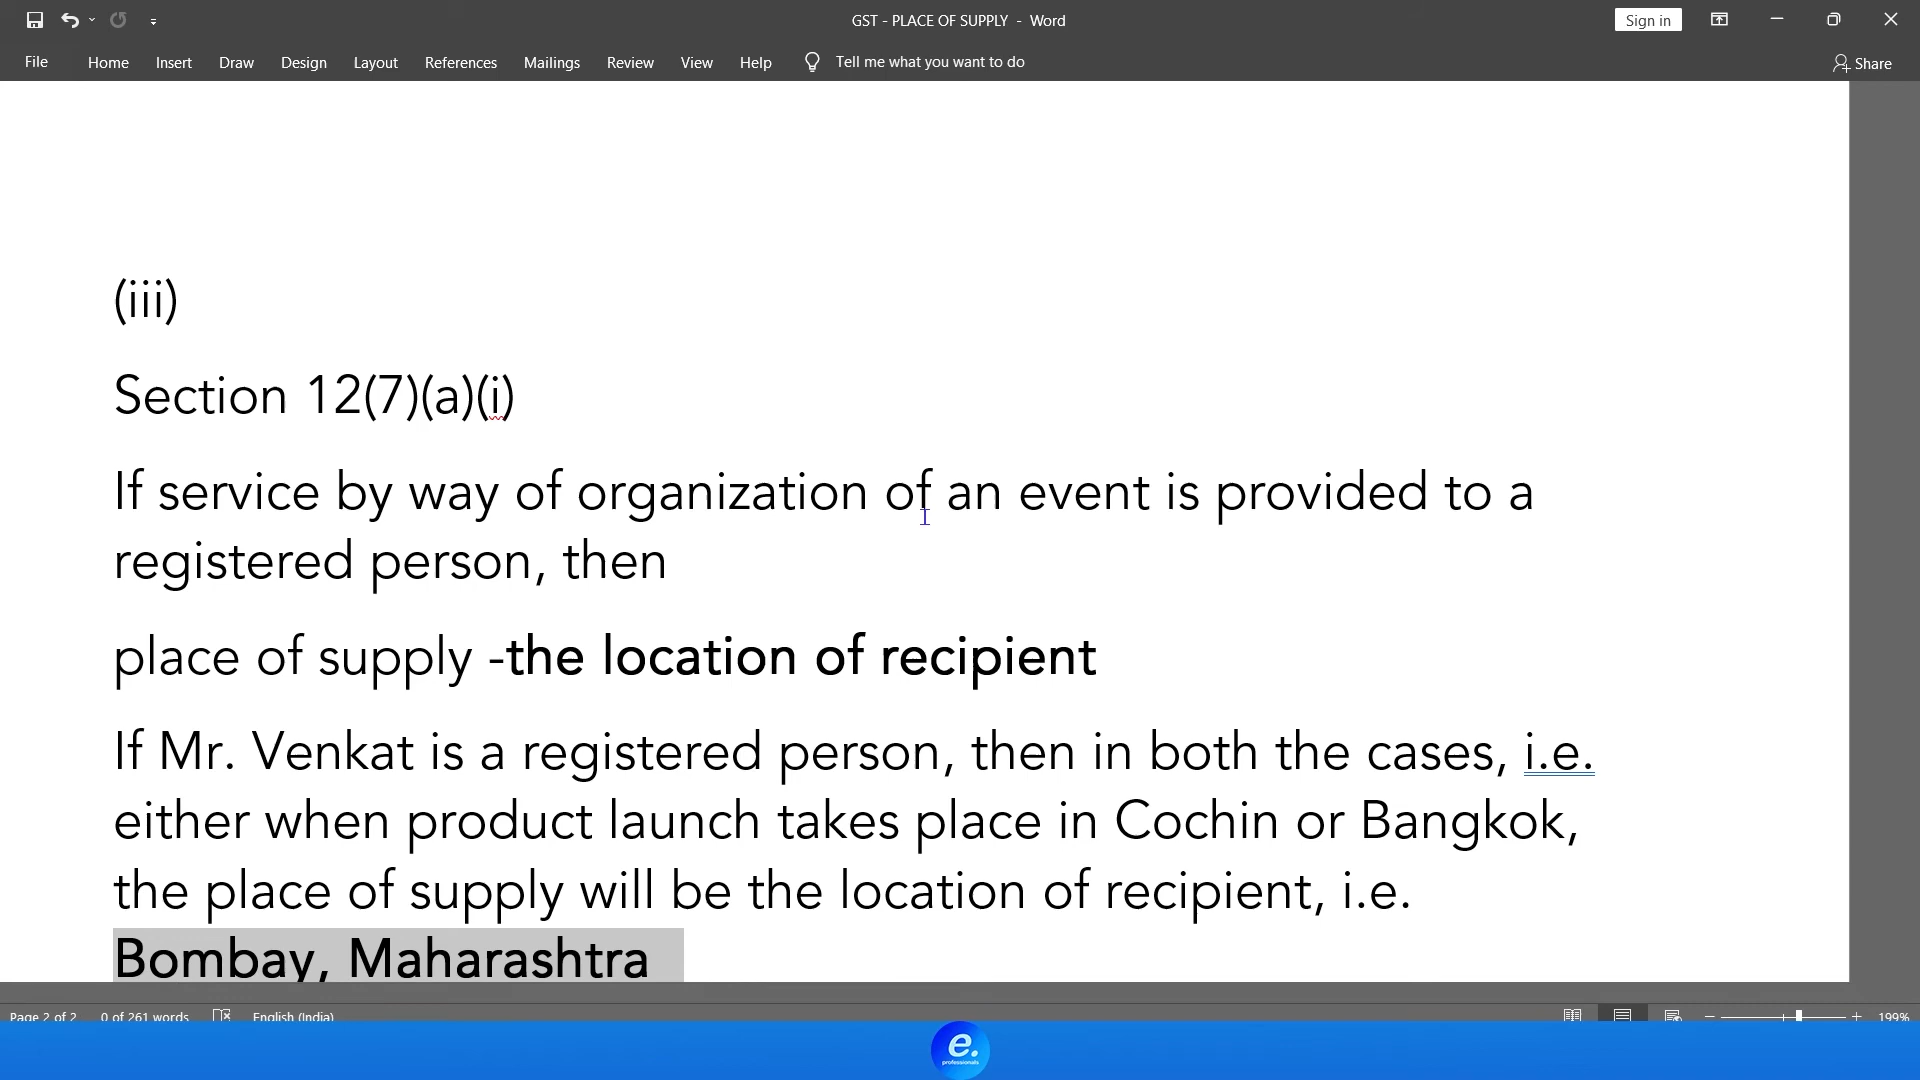 GST - PLACE OF SUPPLY - Word
Sign in
File Home Insert Draw Design Layout References Mailings Review View Help Tell me what you want to do
Share
(iii)
Section 12(7)(a)(i)
If service by way of organization of an event is provided to a
registered person, then
place of supply -the location of recipient
If Mr. Venkat is a registered person, then in both the cases, i.e.
either when product launch takes place in Cochin or Bangkok,
the place of supply will be the location of recipient, i.e.
Bombay, Maharashtra
Page 2 of 2 0 of 261 words English (India) 199%
e.
professionals